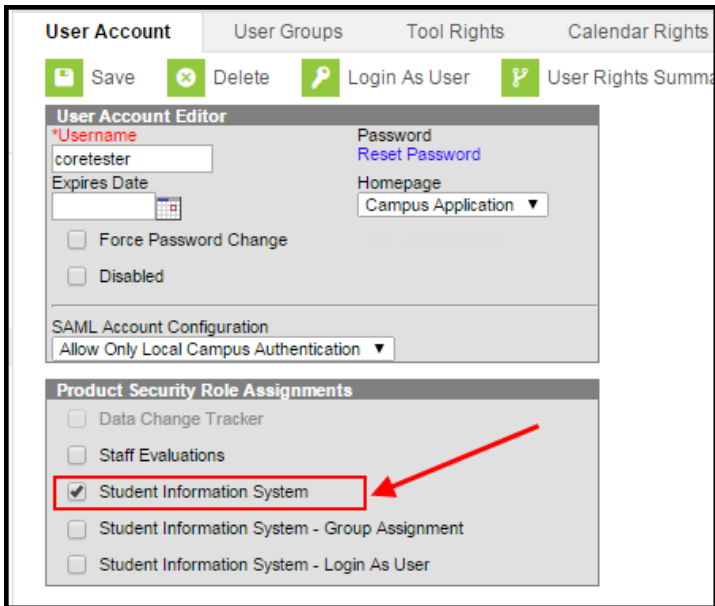 User Account User Groups Tool Rights Calendar Rights
Save Delete Login As User User Rights Summa
User Account Editor
*Username Password
coretester Reset Password
Expires Date Homepage
Campus Application
Force Password Change
Disabled
SAML Account Configuration
Allow Only Local Campus Authentication
Product Security Role Assignments
Data Change Tracker
Staff Evaluations
Student Information System
Student Information System - Group Assignment
Student Information System - Login As User